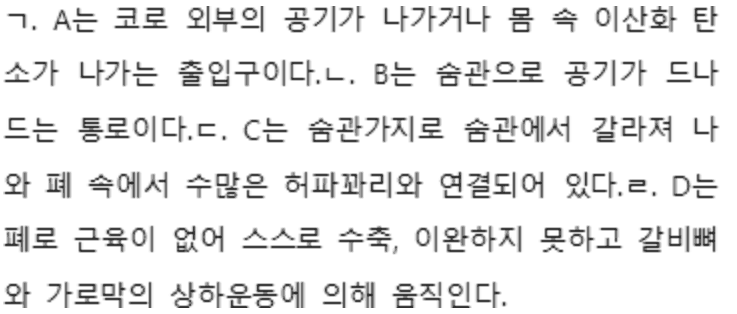 ㄱ. A는 코로 외부의 공기가 나가거나 몸 속 이산화 탄
소가 나가는 출입구이다.ㄴ. B는 숨관으로 공기가 드나
드는 통로이다.ㄷ. C는 숨관가지로 숨관에서 갈라져 나
와 폐 속에서 수많은 허파꽈리와 연결되어 있다.ㄹ. D는
폐로 근육이 없어 스스로 수축, 이완하지 못하고 갈비뼈
와 가로막의 상하운동에 의해 움직인다.